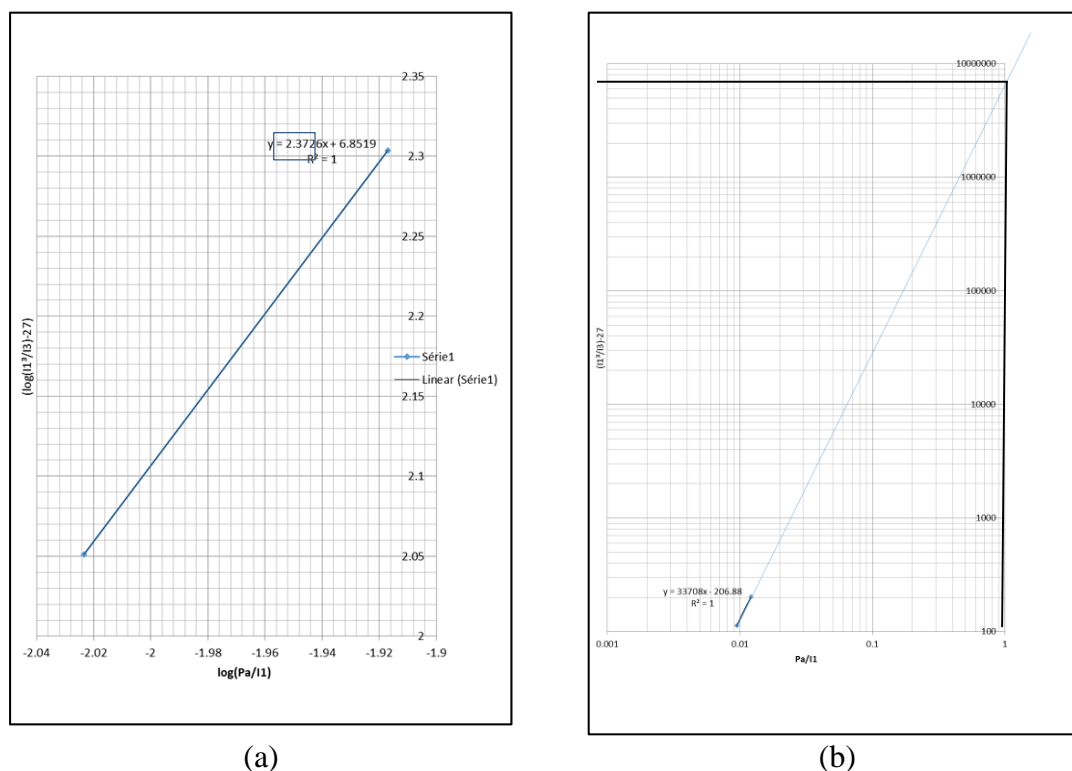 2.35
y = 2.3726x + 6.8519
R² = 1
2.3
2.25
2.2
Série1
Linear (Série1)
2.15
2.1
2.05
2
(log(I1³/I3)-27)
-2.04 -2.02 -2 -1.98 -1.96 -1.94 -1.92 -1.9
log(Pa/I1)
(a)
10000000
1000000
100000
10000
1000
y = 33708x - 206.88
R² = 1
100
(I1³/I3)-27
0.001 0.01 0.1 1
Pa/I1
(b)